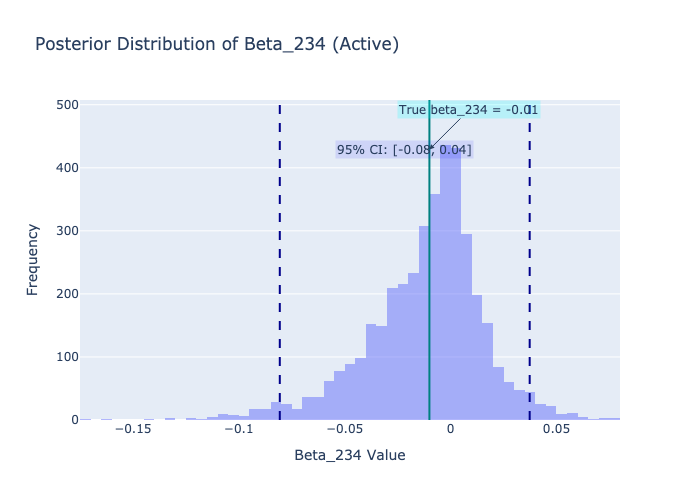 Posterior Distribution of Beta_234 (Active)
500
True beta_234 = -0.01
95% CI: [-0.08, 0.04]
400
300
200
100
0
Frequency
−0.15
−0.1
−0.05
0
0.05
Beta_234 Value